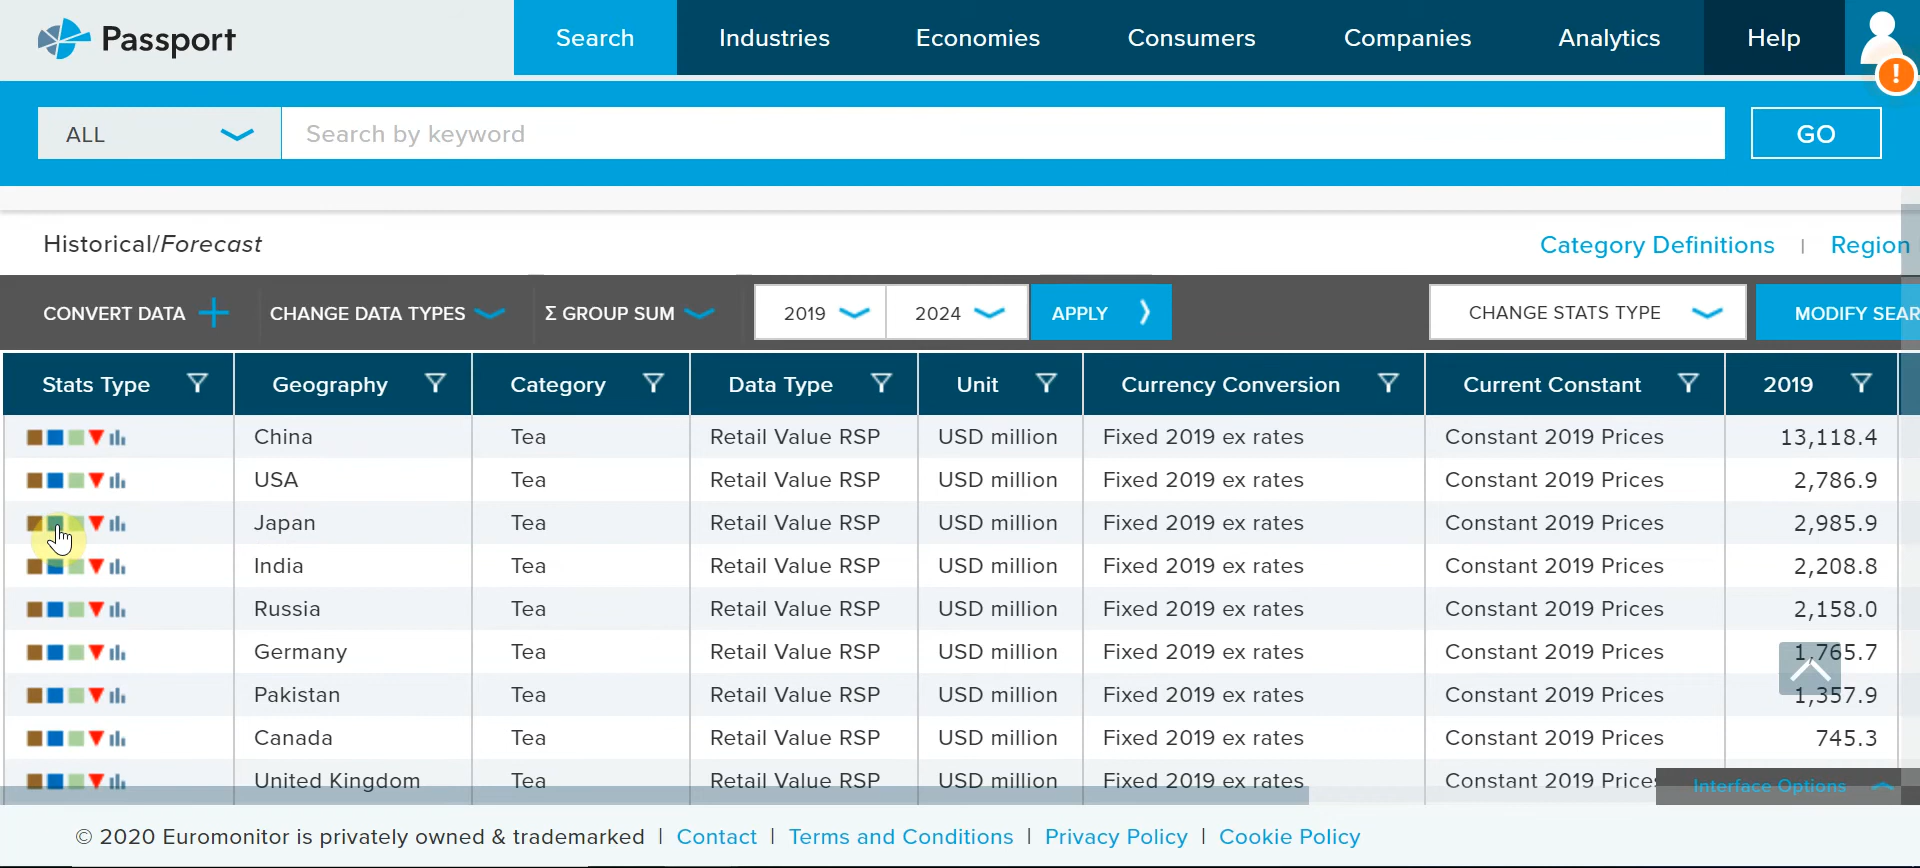 Passport
Search Industries Economies Consumers Companies Analytics Help
!
ALL Search by keyword GO
Historical/Forecast Category Definitions | Region
CONVERT DATA CHANGE DATA TYPES Σ GROUP SUM 2019 2024 APPLY CHANGE STATS TYPE MODIFY SEAR
Stats Type Geography Category Data Type Unit Currency Conversion Current Constant 2019
China Tea Retail Value RSP USD million Fixed 2019 ex rates Constant 2019 Prices 13,118.4
USA Tea Retail Value RSP USD million Fixed 2019 ex rates Constant 2019 Prices 2,786.9
Japan Tea Retail Value RSP USD million Fixed 2019 ex rates Constant 2019 Prices 2,985.9
India Tea Retail Value RSP USD million Fixed 2019 ex rates Constant 2019 Prices 2,208.8
Russia Tea Retail Value RSP USD million Fixed 2019 ex rates Constant 2019 Prices 2,158.0
Germany Tea Retail Value RSP USD million Fixed 2019 ex rates Constant 2019 Prices 1,765.7
Pakistan Tea Retail Value RSP USD million Fixed 2019 ex rates Constant 2019 Prices 1,357.9
Canada Tea Retail Value RSP USD million Fixed 2019 ex rates Constant 2019 Prices 745.3
United Kingdom Tea Retail Value RSP USD million Fixed 2019 ex rates Constant 2019 Prices
Interface Options
© 2020 Euromonitor is privately owned & trademarked | Contact | Terms and Conditions | Privacy Policy | Cookie Policy